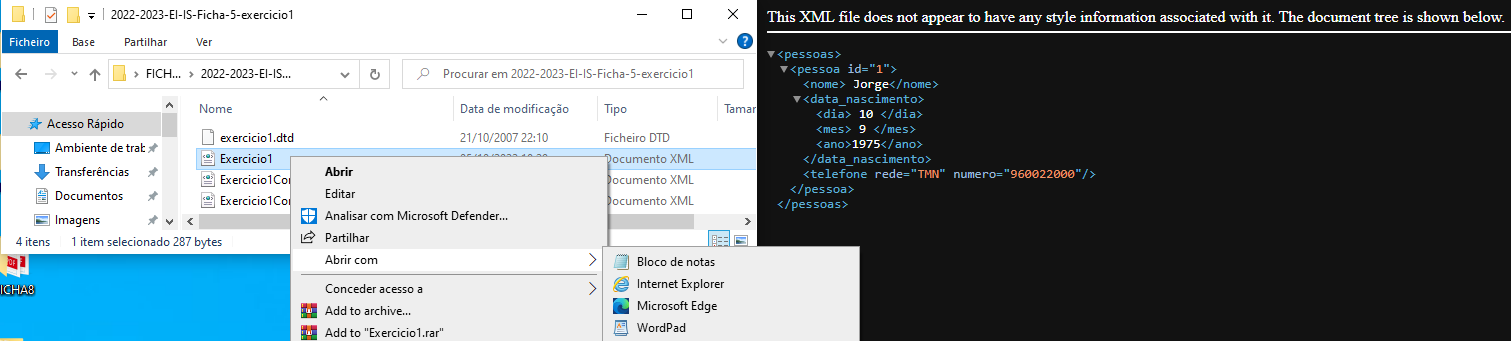 2022-2023-EI-IS-Ficha-5-exercicio1
Ficheiro Base Partilhar Ver
FICH... 2022-2023-EI-IS... Procurar em 2022-2023-EI-IS-Ficha-5-exercicio1
Nome Data de modificação Tipo Tamar
Acesso Rápido
Ambiente de trab
Transferências
Documentos
Imagens
exercicio1.dtd 21/10/2007 22:10 Ficheiro DTD
Exercicio1 Documento XML
Exercicio1Cor Documento XML
Exercicio1Cor Documento XML
4 itens 1 item selecionado 287 bytes
ICHA8
Abrir
Editar
Analisar com Microsoft Defender...
Partilhar
Abrir com
Conceder acesso a
Add to archive...
Add to "Exercicio1.rar"
Bloco de notas
Internet Explorer
Microsoft Edge
WordPad
This XML file does not appear to have any style information associated with it. The document tree is shown below.
<pessoas>
<pessoa id="1">
<nome> Jorge</nome>
<data_nascimento>
<dia> 10 </dia>
<mes> 9 </mes>
<ano>1975</ano>
</data_nascimento>
<telefone rede="TMN" numero="960022000"/>
</pessoa>
</pessoas>